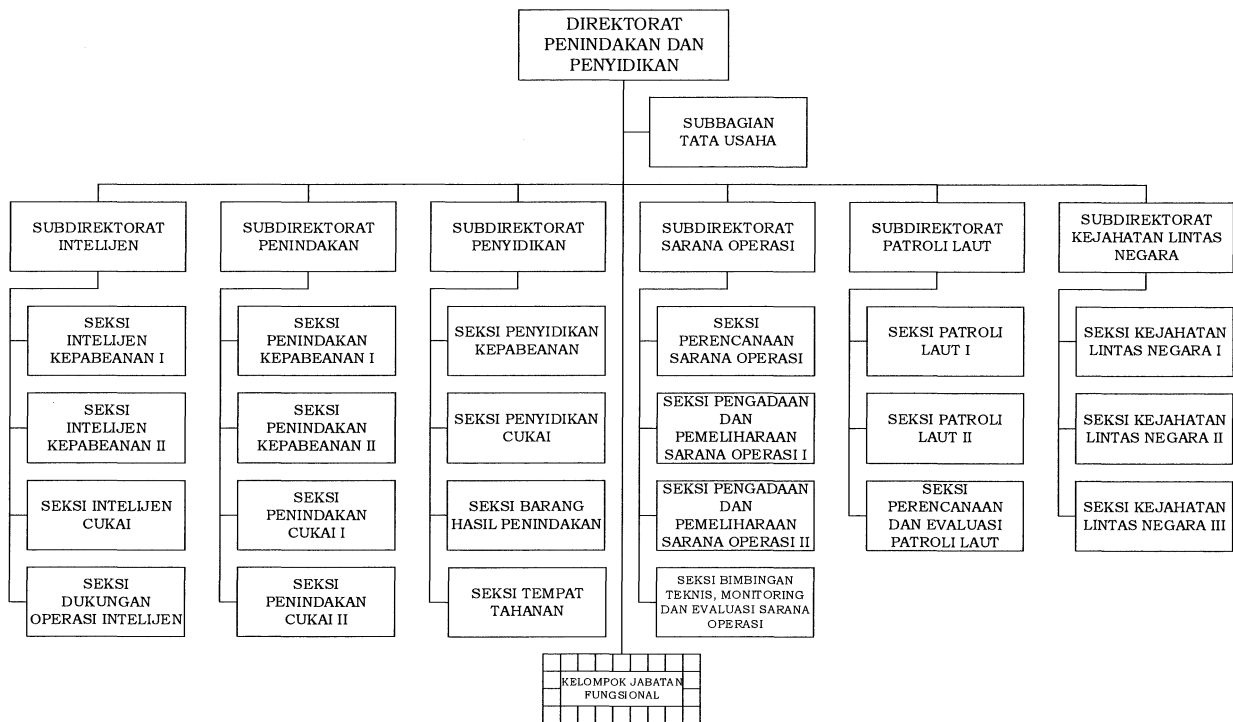 DIREKTORAT
PENINDAKAN DAN
PENYIDIKAN
SUBBAGIAN
TATA USAHA
SUBDIREKTORAT
INTELIJEN
SEKSI
INTELIJEN
KEPABEANAN I
SEKSI
INTELIJEN
KEPABEANAN II
SEKSI INTELIJEN
CUKAI
SEKSI
DUKUNGAN
OPERASI INTELIJEN
SUBDIREKTORAT
PENINDAKAN
SEKSI
PENINDAKAN
KEPABEANAN I
SEKSI
PENINDAKAN
KEPABEANAN II
SEKSI
PENINDAKAN
CUKAI I
SEKSI
PENINDAKAN
CUKAI II
SUBDIREKTORAT
PENYIDIKAN
SEKSI PENYIDIKAN
KEPABEANAN
SEKSI PENYIDIKAN
CUKAI
SEKSI BARANG
HASIL PENINDAKAN
SEKSI TEMPAT
TAHANAN
SUBDIREKTORAT
SARANA OPERASI
SEKSI
PERENCANAAN
SARANA OPERASI
SEKSI PENGADAAN
DAN
PEMELIHARAAN
SARANA OPERASI I
SEKSI PENGADAAN
DAN
PEMELIHARAAN
SARANA OPERASI II
SEKSI BIMBINGAN
TEKNIS, MONITORING
DAN EVALUASI SARANA
OPERASI
SUBDIREKTORAT
PATROLI LAUT
SEKSI PATROLI
LAUT I
SEKSI PATROLI
LAUT II
SEKSI
PERENCANAAN
DAN EVALUASI
PATROLI LAUT
SUBDIREKTORAT
KEJAHATAN LINTAS
NEGARA
SEKSI KEJAHATAN
LINTAS NEGARA I
SEKSI KEJAHATAN
LINTAS NEGARA II
SEKSI KEJAHATAN
LINTAS NEGARA III
KELOMPOK JABATAN
FUNGSIONAL